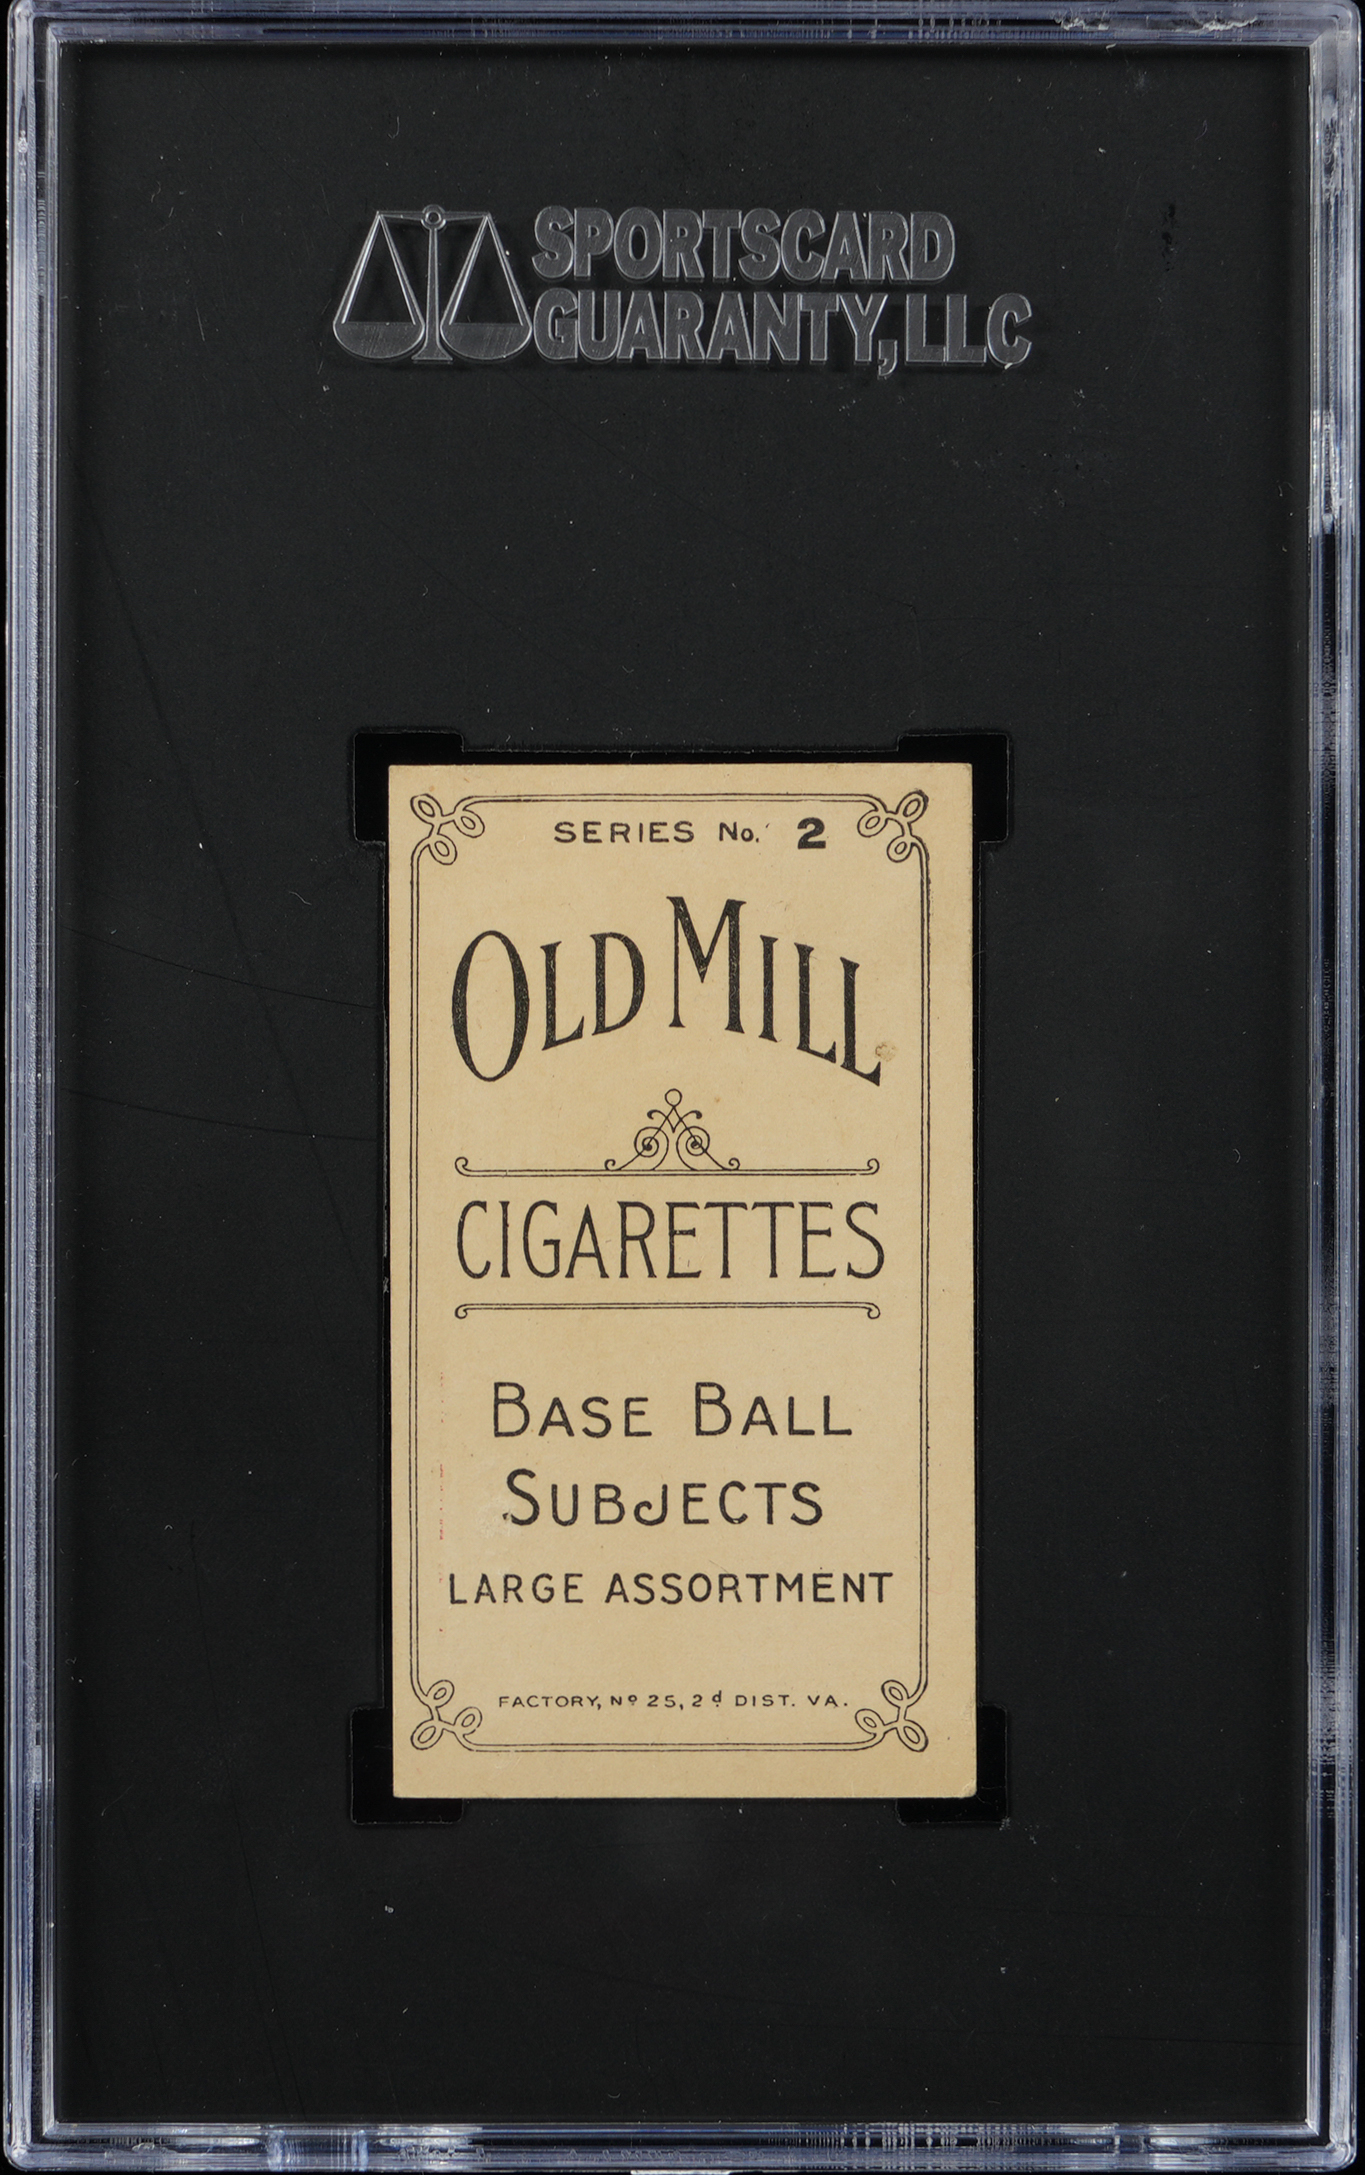 SPORTSCARD
GUARANTY, LLC
SERIES No. 2
OLD MILL
CIGARETTES
BASE BALL
SUBJECTS
LARGE ASSORTMENT
FACTORY, Nº 25, 2d DIST. VA.